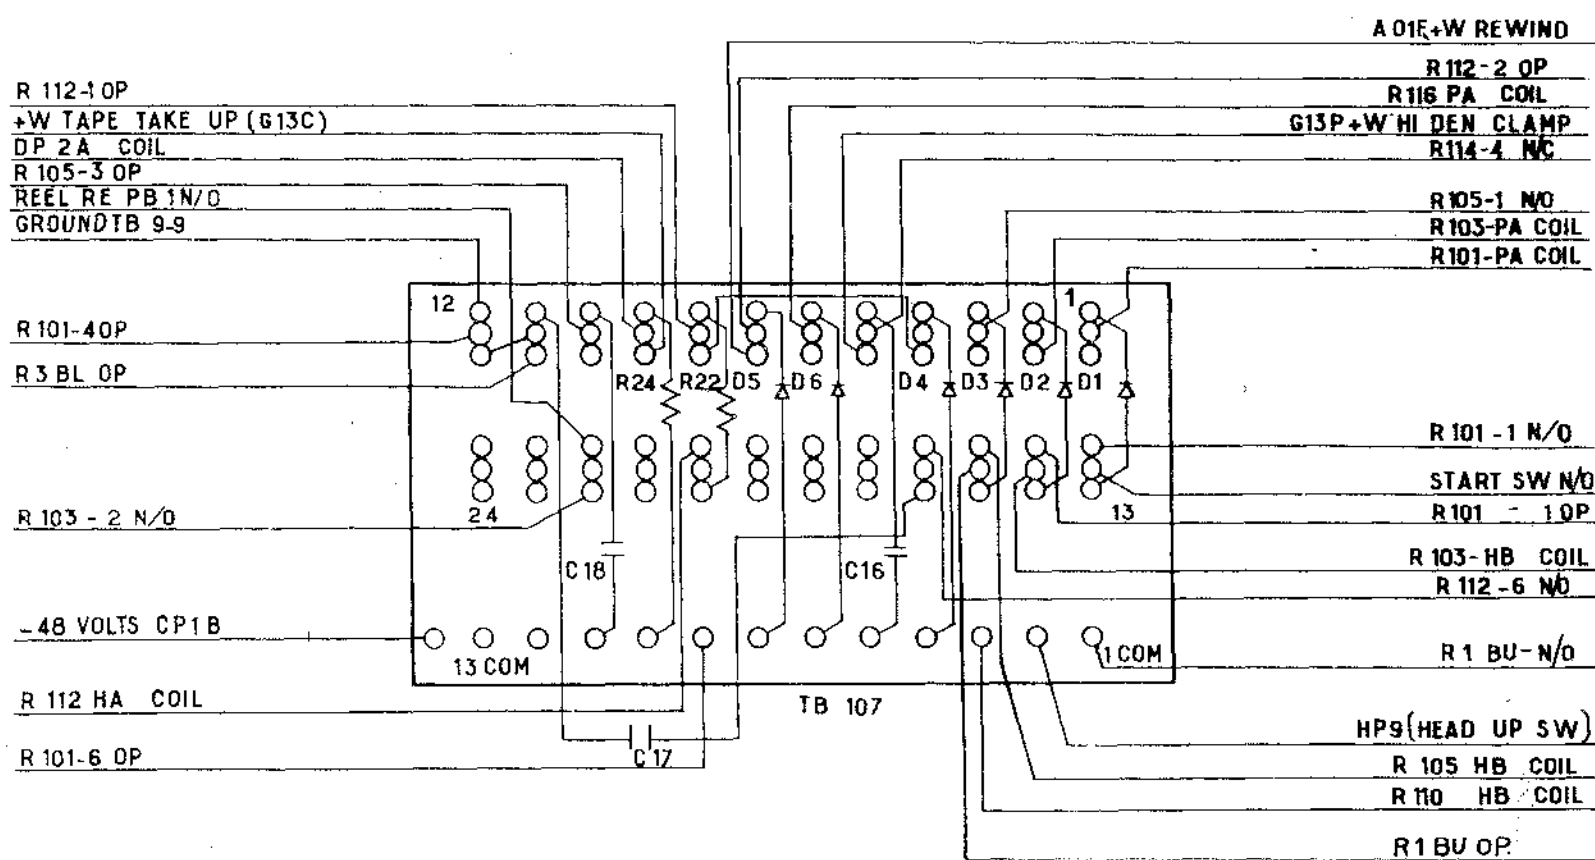 A 01E+W REWIND
R 112-2 OP
R 116 PA COIL
G13P+W HI DEN CLAMP
R114-4 N/C
R 105-1 N/O
R 103-PA COIL
R101-PA COIL
R 112-1 OP
+W TAPE TAKE UP (G13C)
DP 2A COIL
R 105-3 OP
REEL RE PB 1N/O
GROUND TB 9-9
12
1
R 101-4 OP
R 3 BL OP
R24
R22
D5
D6
D4
D3
D2
D1
R 101-1 N/O
START SW N/O
R101 - 1 OP
R 103-HB COIL
R 112-6 N/O
R 103-2 N/O
24
13
C18
C16
-48 VOLTS CP1B
13 COM
1 COM
R 1 BU-N/O
R 112 HA COIL
TB 107
R 101-6 OP
C 17
HP9 (HEAD UP SW)
R 105 HB COIL
R 110 HB COIL
R 1 BU OP.